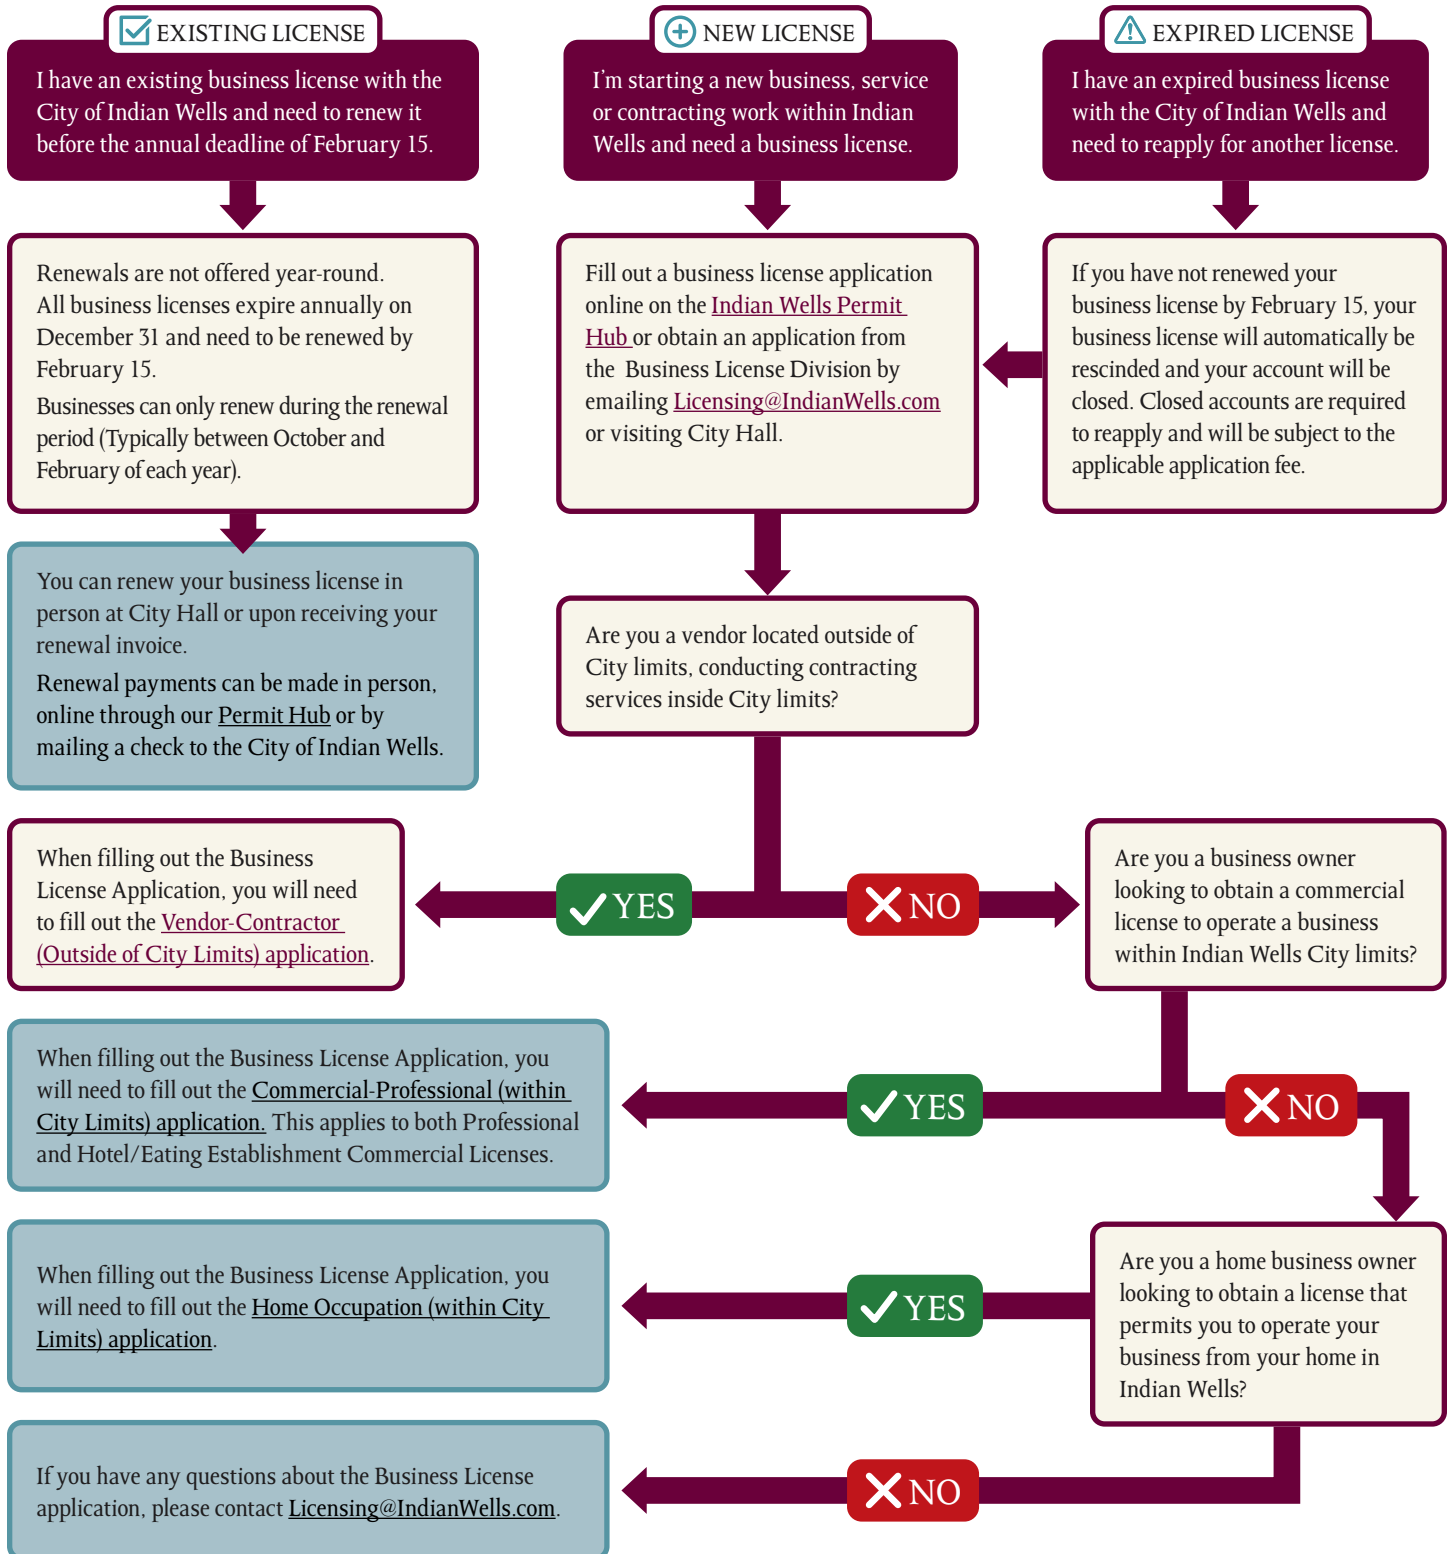 EXISTING LICENSE
I have an existing business license with the
City of Indian Wells and need to renew it
before the annual deadline of February 15.
NEW LICENSE
I'm starting a new business, service
or contracting work within Indian
Wells and need a business license.
EXPIRED LICENSE
I have an expired business license
with the City of Indian Wells and
need to reapply for another license.
Renewals are not offered year-round.
All business licenses expire annually on
December 31 and need to be renewed by
February 15.
Businesses can only renew during the renewal
period (Typically between October and
February of each year).
Fill out a business license application
online on the Indian Wells Permit
Hub or obtain an application from
the Business License Division by
emailing Licensing@IndianWells.com
or visiting City Hall.
If you have not renewed your
business license by February 15, your
business license will automatically be
rescinded and your account will be
closed. Closed accounts are required
to reapply and will be subject to the
applicable application fee.
You can renew your business license in
person at City Hall or upon receiving your
renewal invoice.
Renewal payments can be made in person,
online through our Permit Hub or by
mailing a check to the City of Indian Wells.
Are you a vendor located outside of
City limits, conducting contracting
services inside City limits?
When filling out the Business
License Application, you will need
to fill out the Vendor-Contractor
(Outside of City Limits) application.
YES
NO
Are you a business owner
looking to obtain a commercial
license to operate a business
within Indian Wells City limits?
When filling out the Business License Application, you
will need to fill out the Commercial-Professional (within
City Limits) application. This applies to both Professional
and Hotel/Eating Establishment Commercial Licenses.
YES
NO
When filling out the Business License Application, you
will need to fill out the Home Occupation (within City
Limits) application.
YES
Are you a home business owner
looking to obtain a license that
permits you to operate your
business from your home in
Indian Wells?
If you have any questions about the Business License
application, please contact Licensing@IndianWells.com.
NO